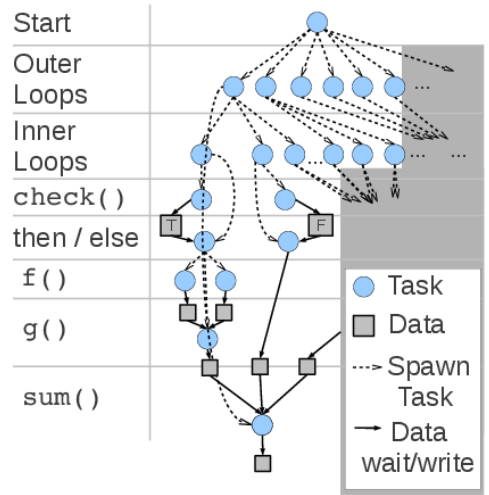 Start
Outer
Loops
...
Inner
Loops
... ... ...
check()
T
F
then / else
f()
g()
sum()
Task
Data
Spawn
Task
Data
wait/write